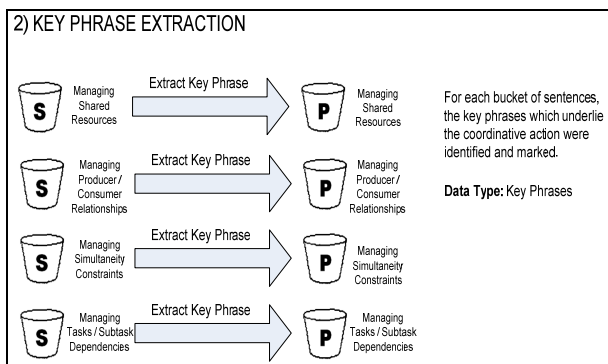 2) KEY PHRASE EXTRACTION
S
Managing
Shared
Resources
Extract Key Phrase
P
Managing
Shared
Resources
S
Managing
Producer /
Consumer
Relationships
Extract Key Phrase
P
Managing
Producer /
Consumer
Relationships
S
Managing
Simultaneity
Constraints
Extract Key Phrase
P
Managing
Simultaneity
Constraints
S
Managing
Tasks / Subtask
Dependencies
Extract Key Phrase
P
Managing
Tasks / Subtask
Dependencies
For each bucket of sentences,
the key phrases which underlie
the coordinative action were
identified and marked.
Data Type: Key Phrases